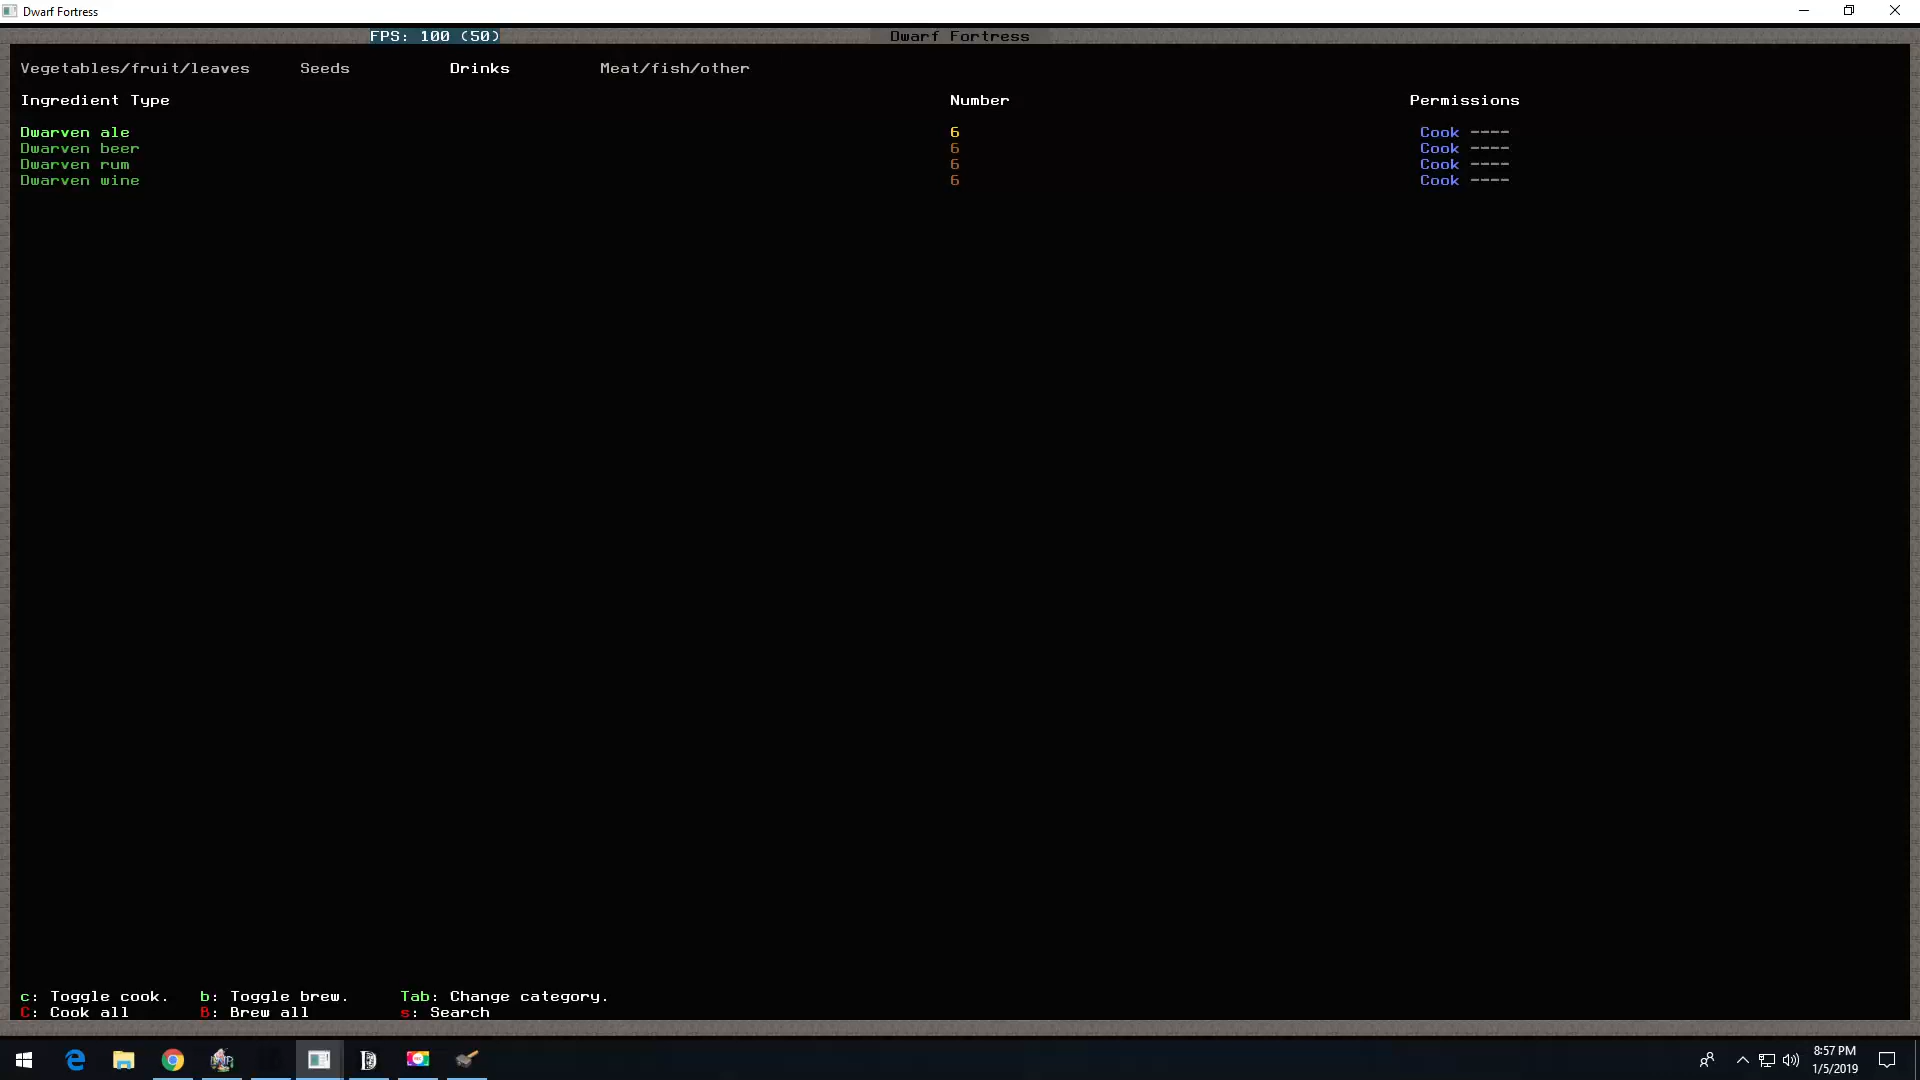 Dwarf Fortress
FPS: 100 (50) Dwarf Fortress
Vegetables/fruit/leaves Seeds Drinks Meat/fish/other
Ingredient Type Number Permissions
Dwarven ale 6 Cook ----
Dwarven beer 6 Cook ----
Dwarven rum 6 Cook ----
Dwarven wine 6 Cook ----
c: Toggle cook. b: Toggle brew. Tab: Change category.
C: Cook all B: Brew all s: Search
8:57 PM
1/5/2019